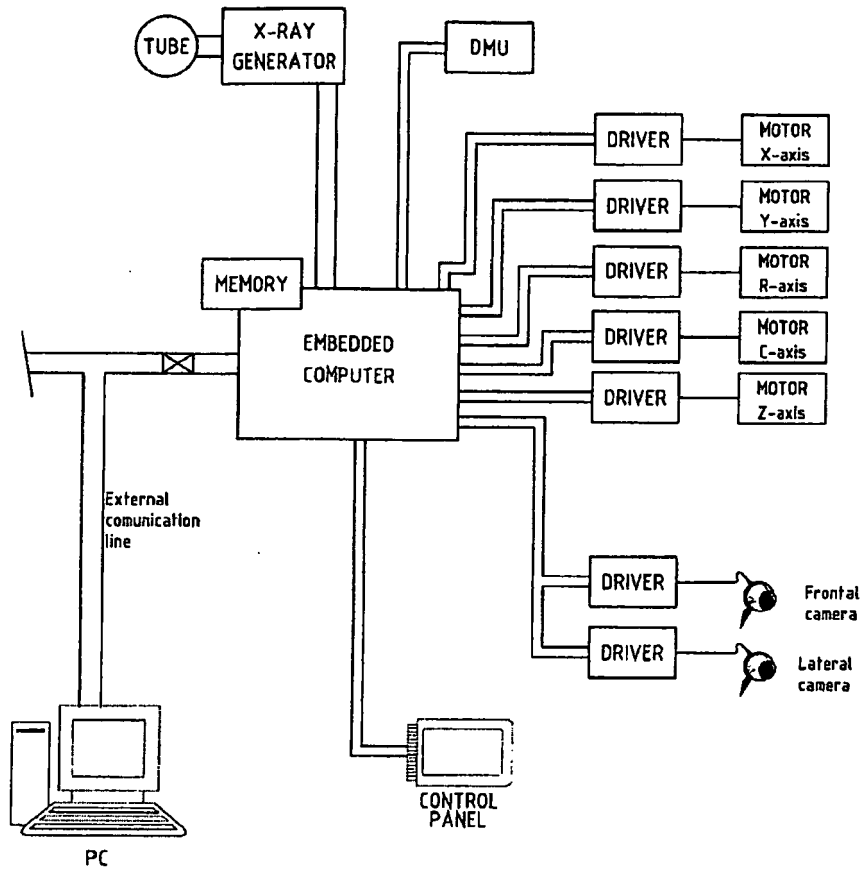 TUBE
X-RAY
GENERATOR
DMU
DRIVER
MOTOR
X-axis
DRIVER
MOTOR
Y-axis
DRIVER
MOTOR
R-axis
MEMORY
EMBEDDED
COMPUTER
DRIVER
MOTOR
C-axis
DRIVER
MOTOR
Z-axis
External
comunication
line
DRIVER
Frontal
camera
DRIVER
Lateral
camera
CONTROL
PANEL
PC